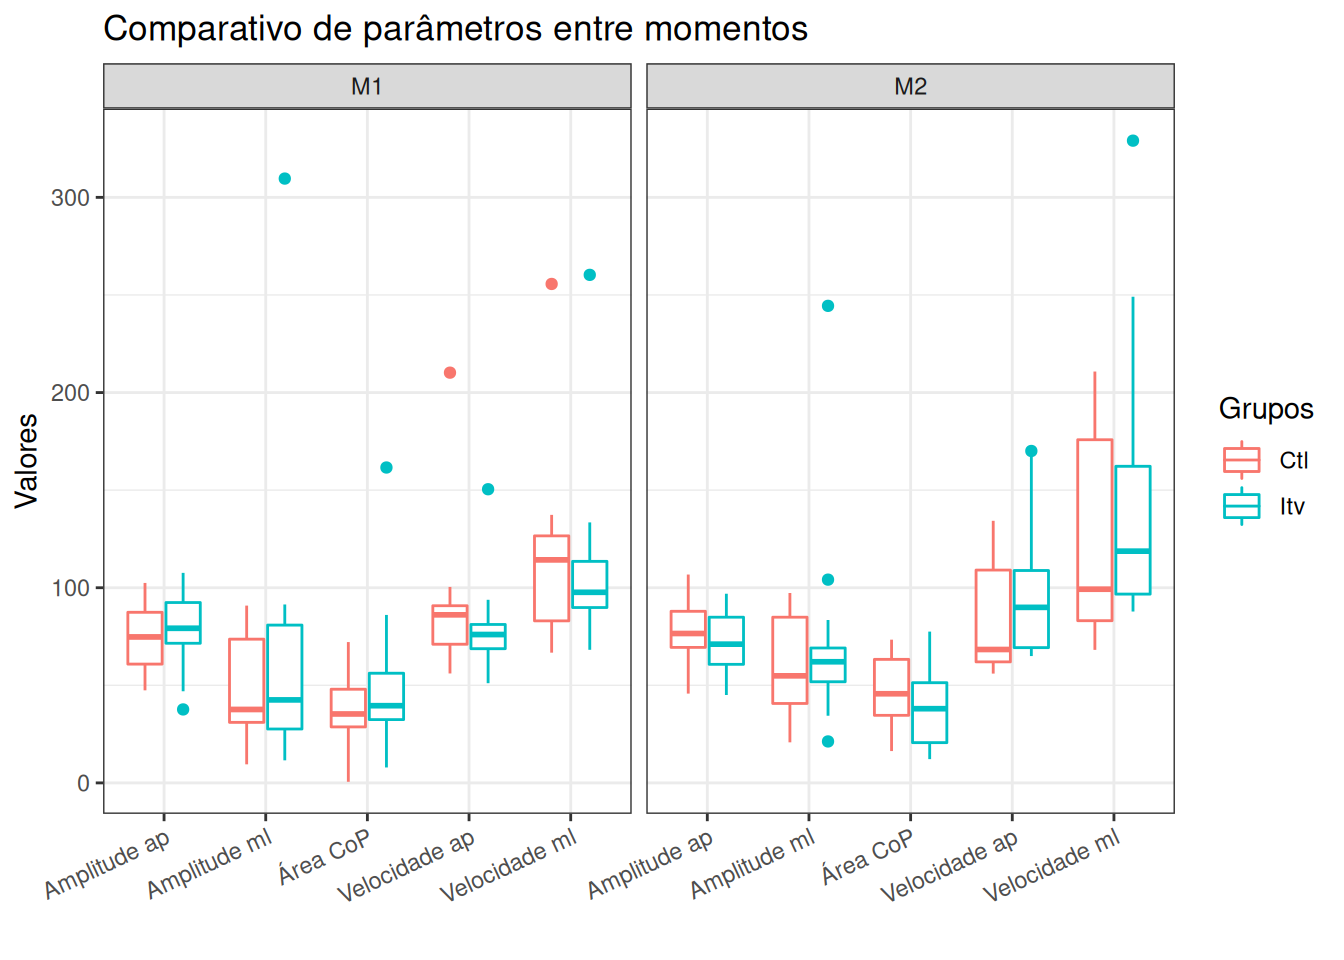 Comparativo de parâmetros entre momentos
M1
M2
300
200
100
0
Valores
Amplitude ap
Amplitude ml
Área CoP
Velocidade ap
Velocidade ml
Amplitude ap
Amplitude ml
Área CoP
Velocidade ap
Velocidade ml
Grupos
Ctl
Itv